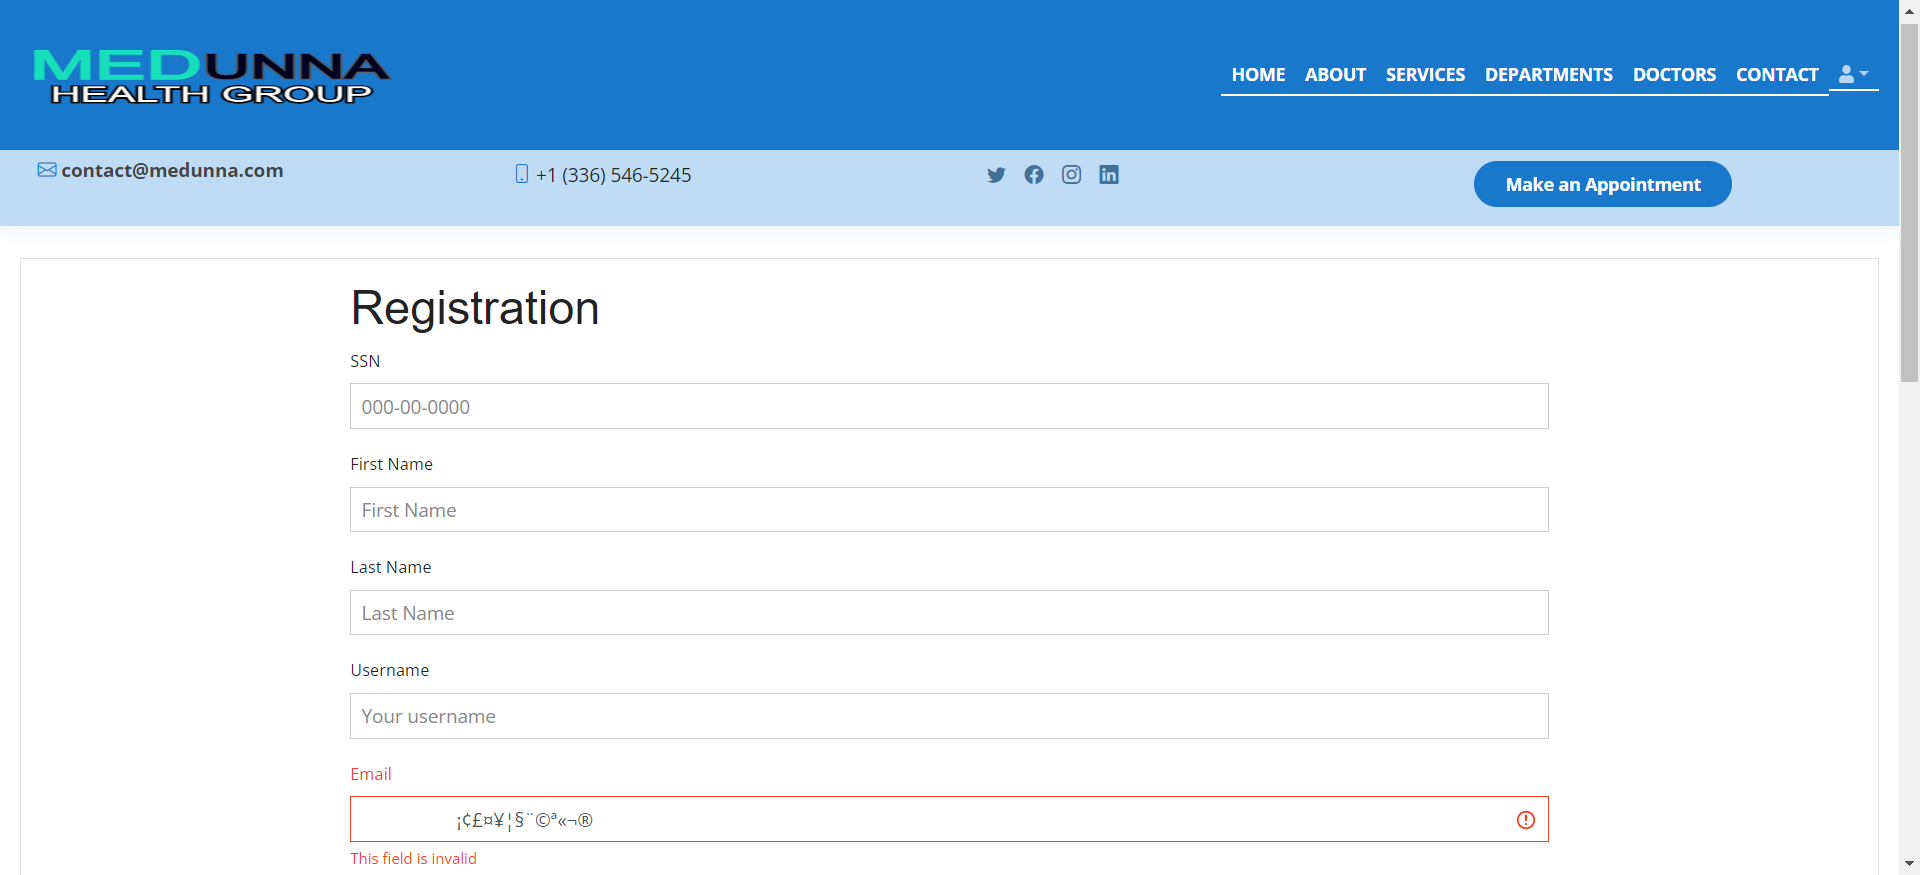 MEDUNNA
HEALTH GROUP
HOME ABOUT SERVICES DEPARTMENTS DOCTORS CONTACT
contact@medunna.com +1 (336) 546-5245 Make an Appointment
Registration
SSN
000-00-0000
First Name
First Name
Last Name
Last Name
Username
Your username
Email
¡¢£¤¥¦§¨©ª«¬®
This field is invalid